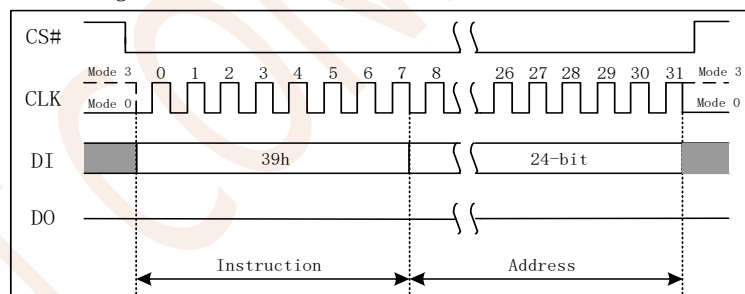 CS#
Mode 3 0 1 2 3 4 5 6 7 8 26 27 28 29 30 31 Mode 3
CLK
Mode 0 Mode 0
DI 39h 24-bit
DO
Instruction Address